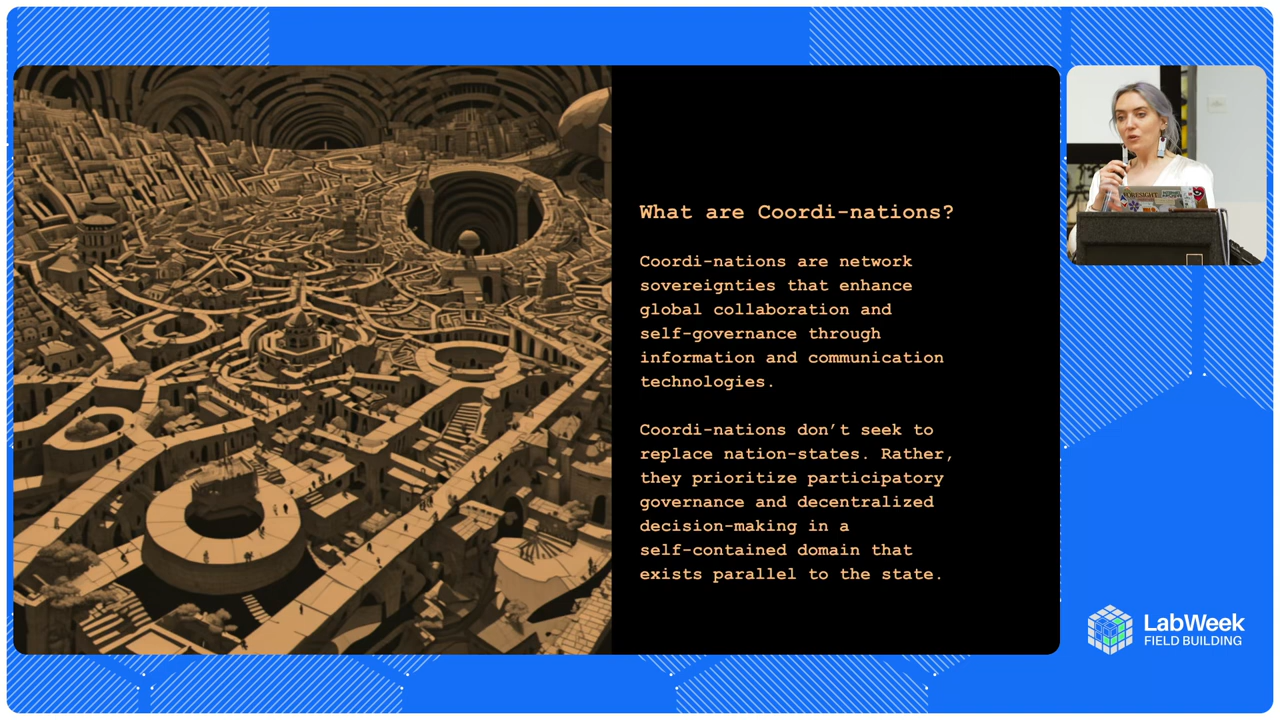 What are Coordi-nations?
Coordi-nations are network
sovereignties that enhance
global collaboration and
self-governance through
information and communication
technologies.
Coordi-nations don’t seek to
replace nation-states. Rather,
they prioritize participatory
governance and decentralized
decision-making in a
self-contained domain that
exists parallel to the state.
FORESIGHT
LabWeek
FIELD BUILDING